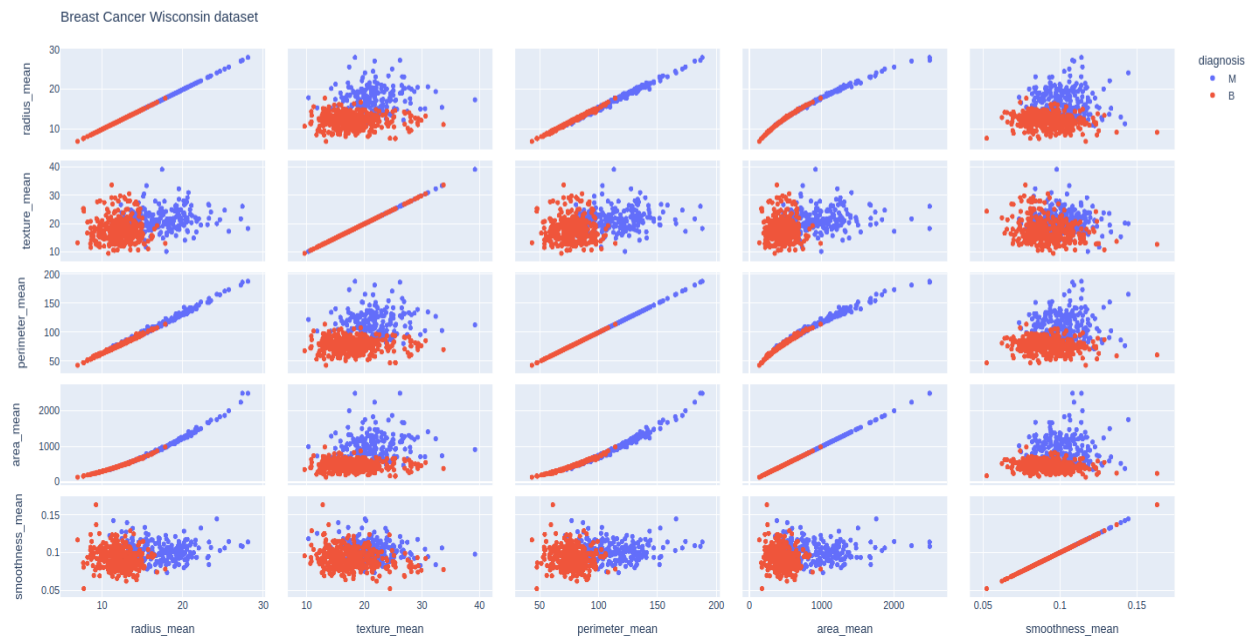 Breast Cancer Wisconsin dataset
diagnosis
M
B
radius_mean
30
20
10
texture_mean
40
30
20
10
perimeter_mean
200
150
100
50
area_mean
2000
1000
0
smoothness_mean
0.15
0.1
0.05
10 20 30
10 20 30 40
50 100 150 200
0 1000 2000
0.05 0.1 0.15
radius_mean texture_mean perimeter_mean area_mean smoothness_mean